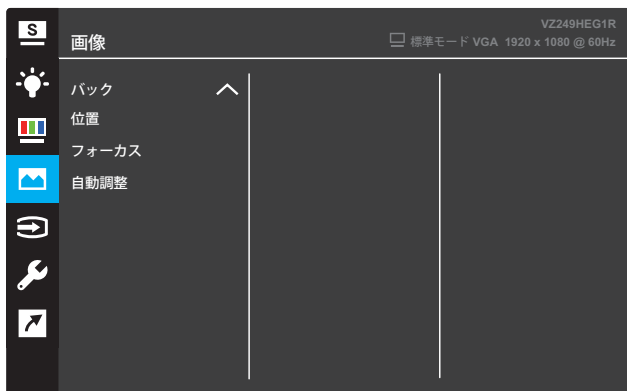 S
VZ249HEG1R
画像
標準モード VGA 1920 x 1080 @ 60Hz
バック
位置
フォーカス
自動調整